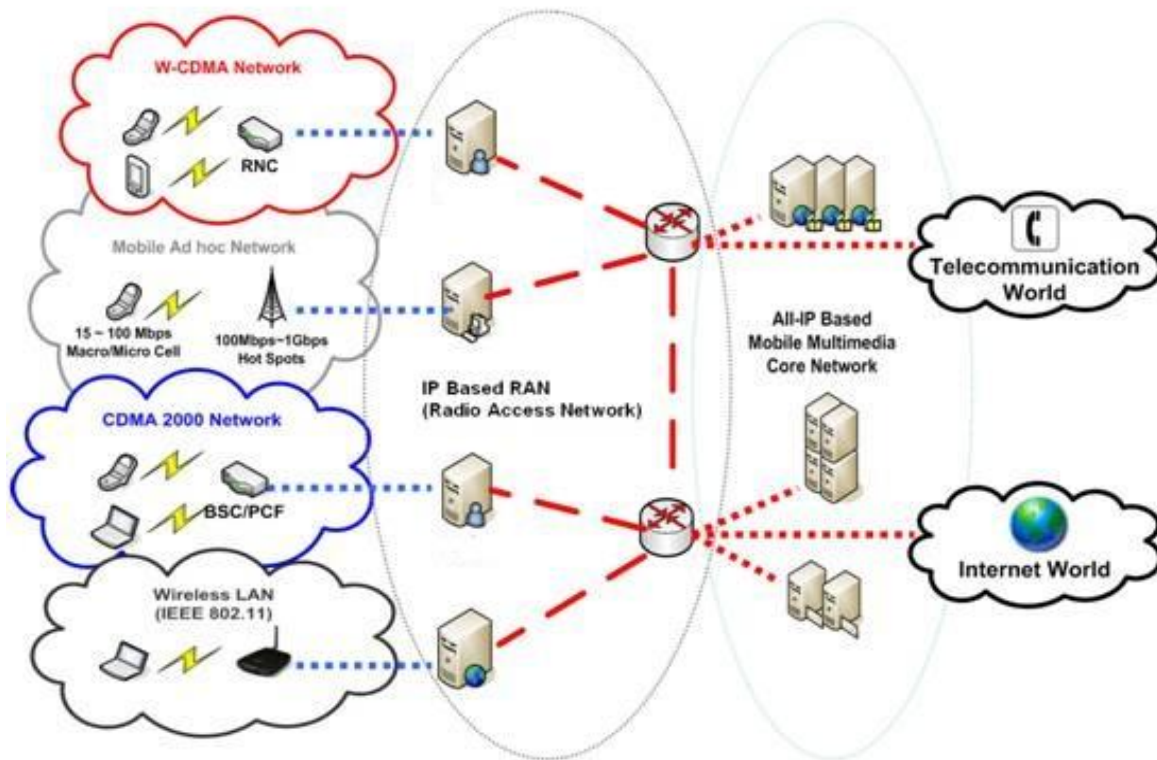 W-CDMA Network
RNC
Mobile Ad hoc Network
15 ~ 100 Mbps
Macro/Micro Cell
100Mbps~1Gbps
Hot Spots
CDMA 2000 Network
BSC/PCF
Wireless LAN
(IEEE 802.11)
IP Based RAN
(Radio Access Network)
All-IP Based
Mobile Multimedia
Core Network
Telecommunication
World
Internet World